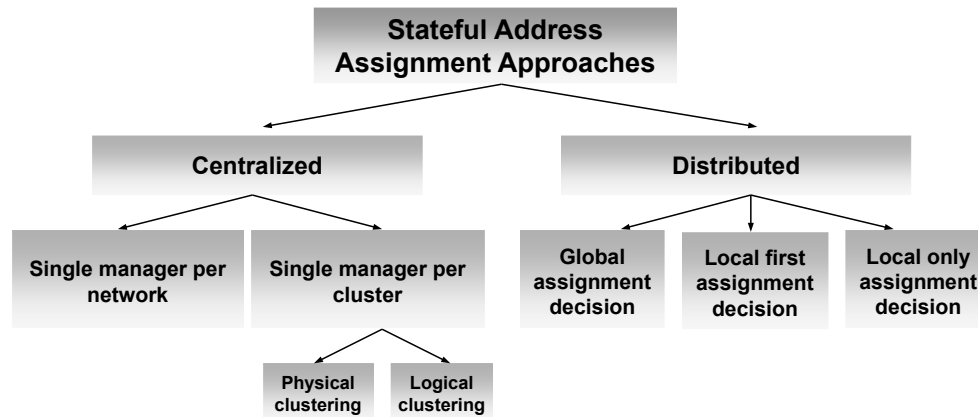 Stateful Address
Assignment Approaches
Centralized
Distributed
Single manager per
network
Single manager per
cluster
Global
assignment
decision
Local first
assignment
decision
Local only
assignment
decision
Physical
clustering
Logical
clustering